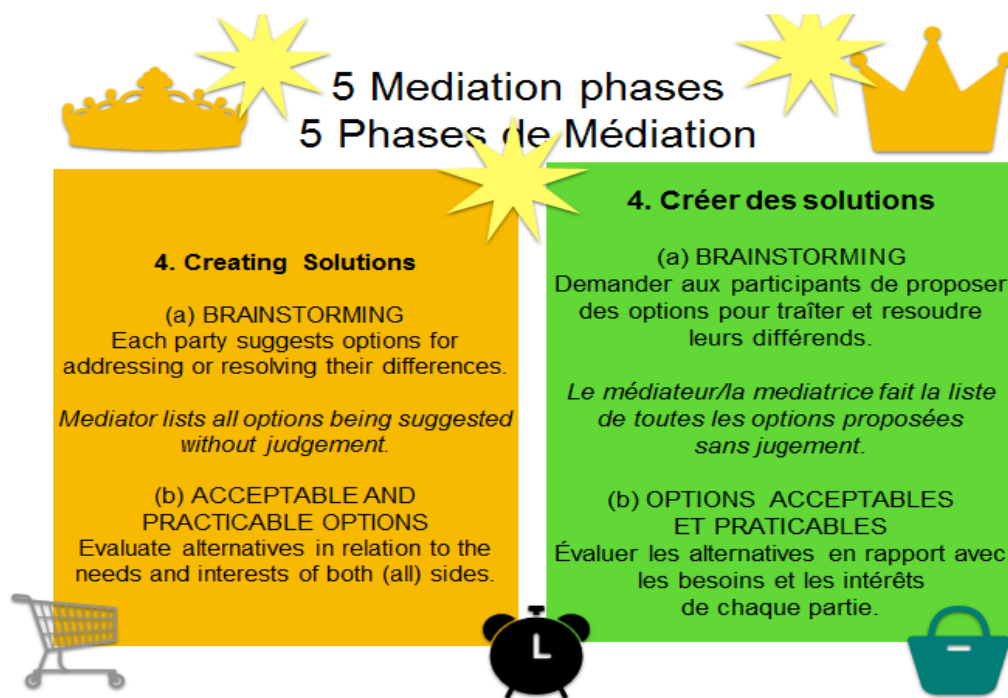 5 Mediation phases
5 Phases de Médiation
4. Creating Solutions
(a) BRAINSTORMING
Each party suggests options for
addressing or resolving their differences.
Mediator lists all options being suggested
without judgement.
(b) ACCEPTABLE AND
PRACTICABLE OPTIONS
Evaluate alternatives in relation to the
needs and interests of both (all) sides.
4. Créer des solutions
(a) BRAINSTORMING
Demander aux participants de proposer
des options pour traîter et resoudre
leurs différends.
Le médiateur/la mediatrice fait la liste
de toutes les options proposées
sans jugement.
(b) OPTIONS ACCEPTABLES
ET PRATICABLES
Évaluer les alternatives en rapport avec
les besoins et les intérêts
de chaque partie.